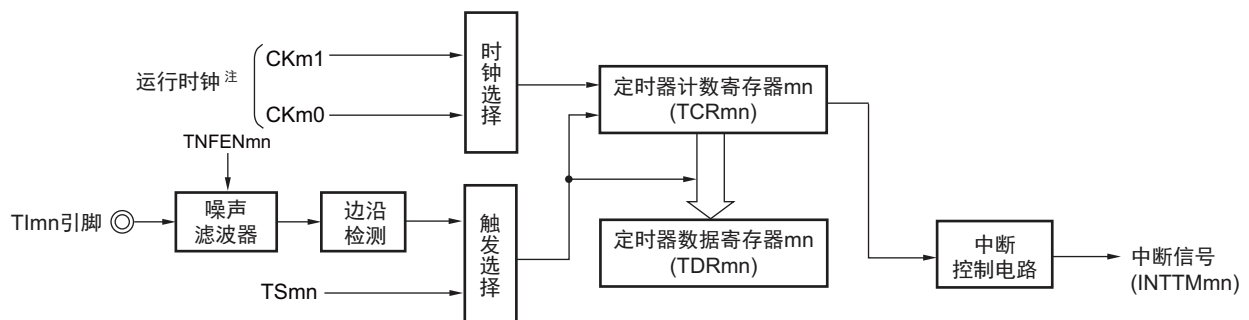 运行时钟 注
CKm1
CKm0
时钟选择
定时器计数寄存器mn
(TCRmn)
TNFENmn
TImn引脚
噪声
滤波器
边沿
检测
触发选择
TSmn
定时器数据寄存器mn
(TDRmn)
中断
控制电路
中断信号
(INTTMmn)